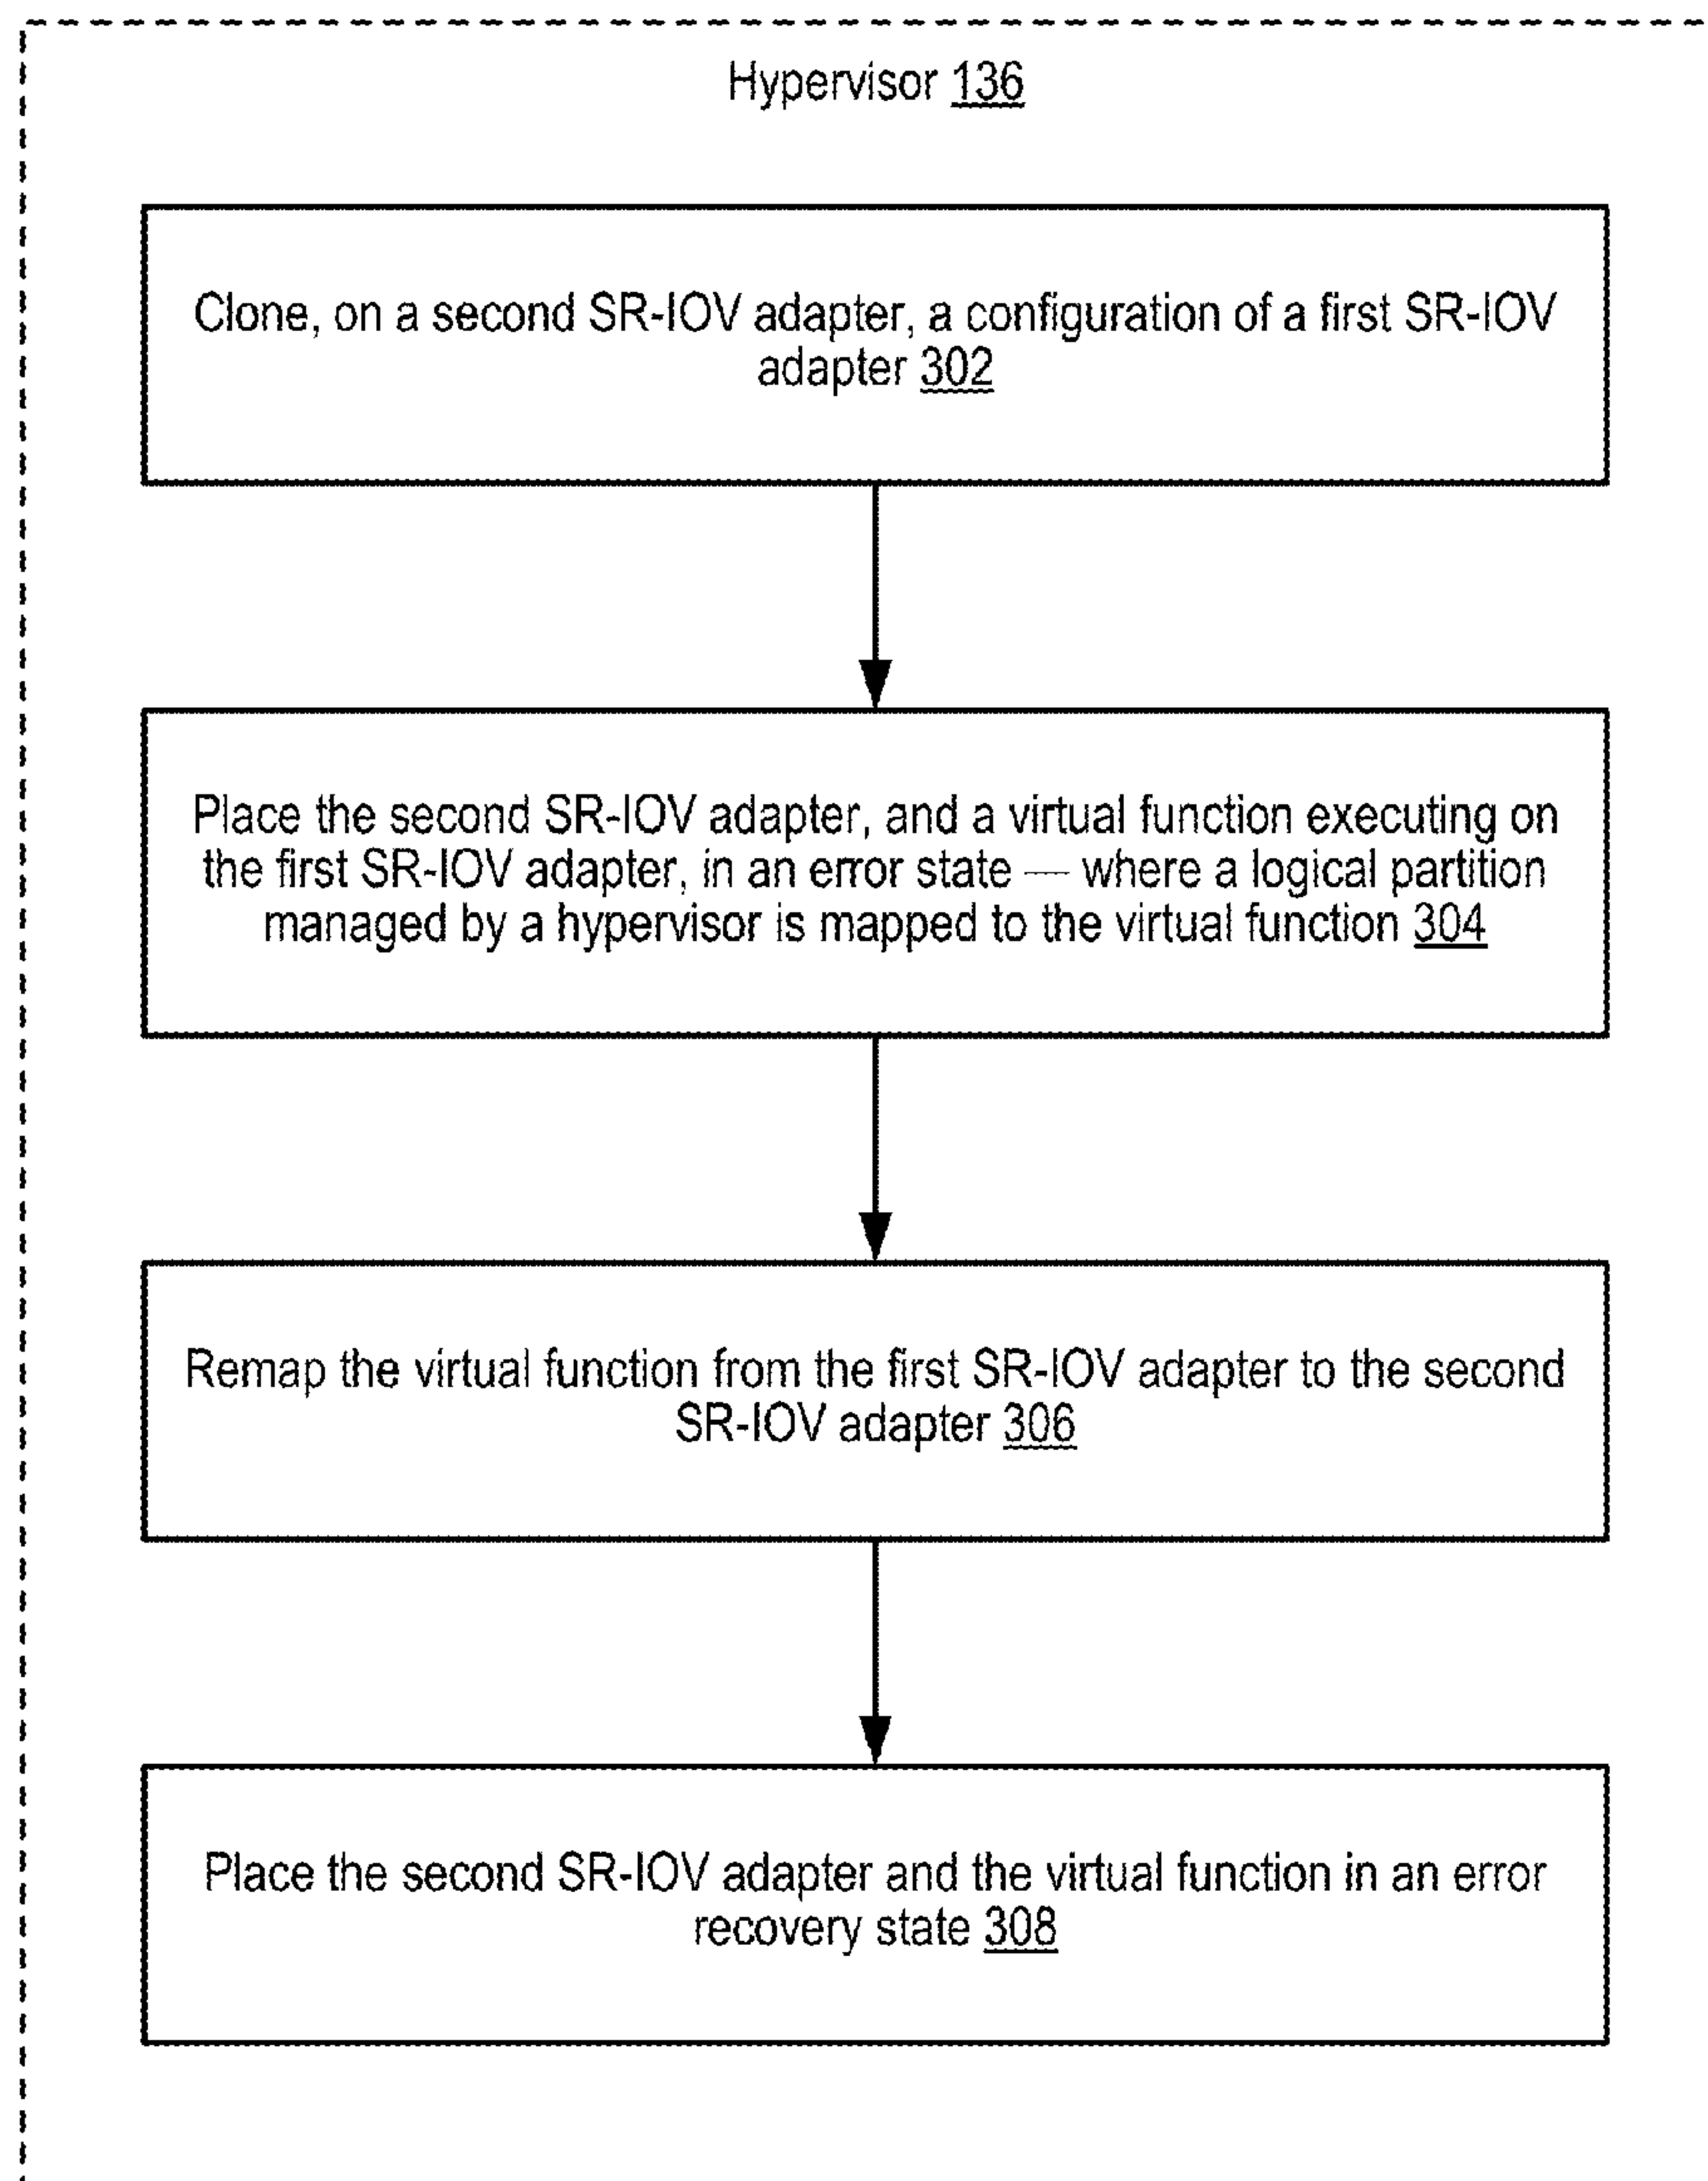 Hypervisor 136
Clone, on a second SR-IOV adapter, a configuration of a first SR-IOV
adapter 302
Place the second SR-IOV adapter, and a virtual function executing on
the first SR-IOV adapter, in an error state — where a logical partition
managed by a hypervisor is mapped to the virtual function 304
Remap the virtual function from the first SR-IOV adapter to the second
SR-IOV adapter 306
Place the second SR-IOV adapter and the virtual function in an error
recovery state 308